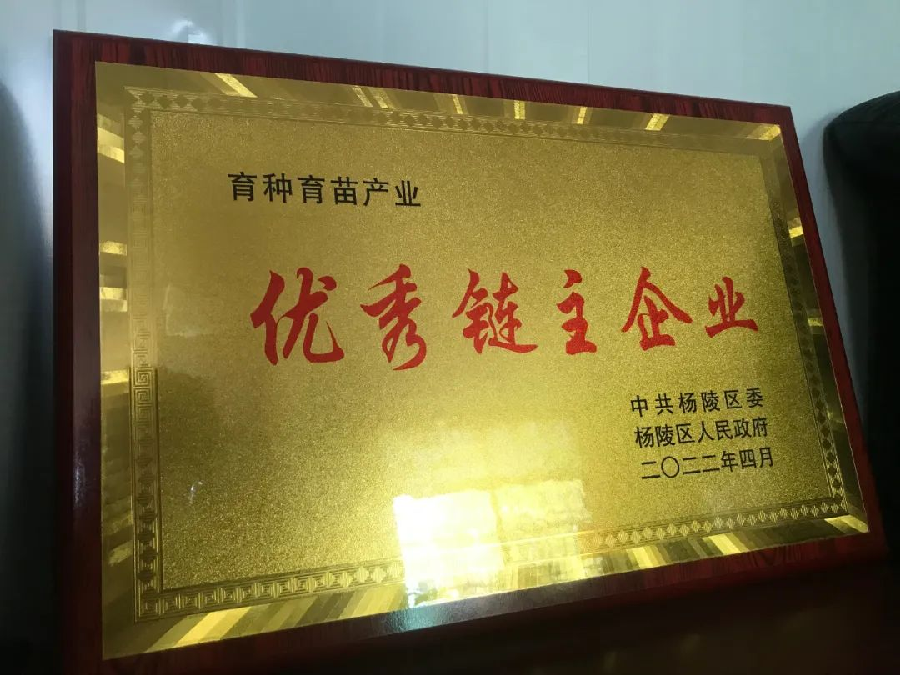 育种育苗产业
优秀链主企业
中共杨陵区委
杨陵区人民政府
二〇二二年四月